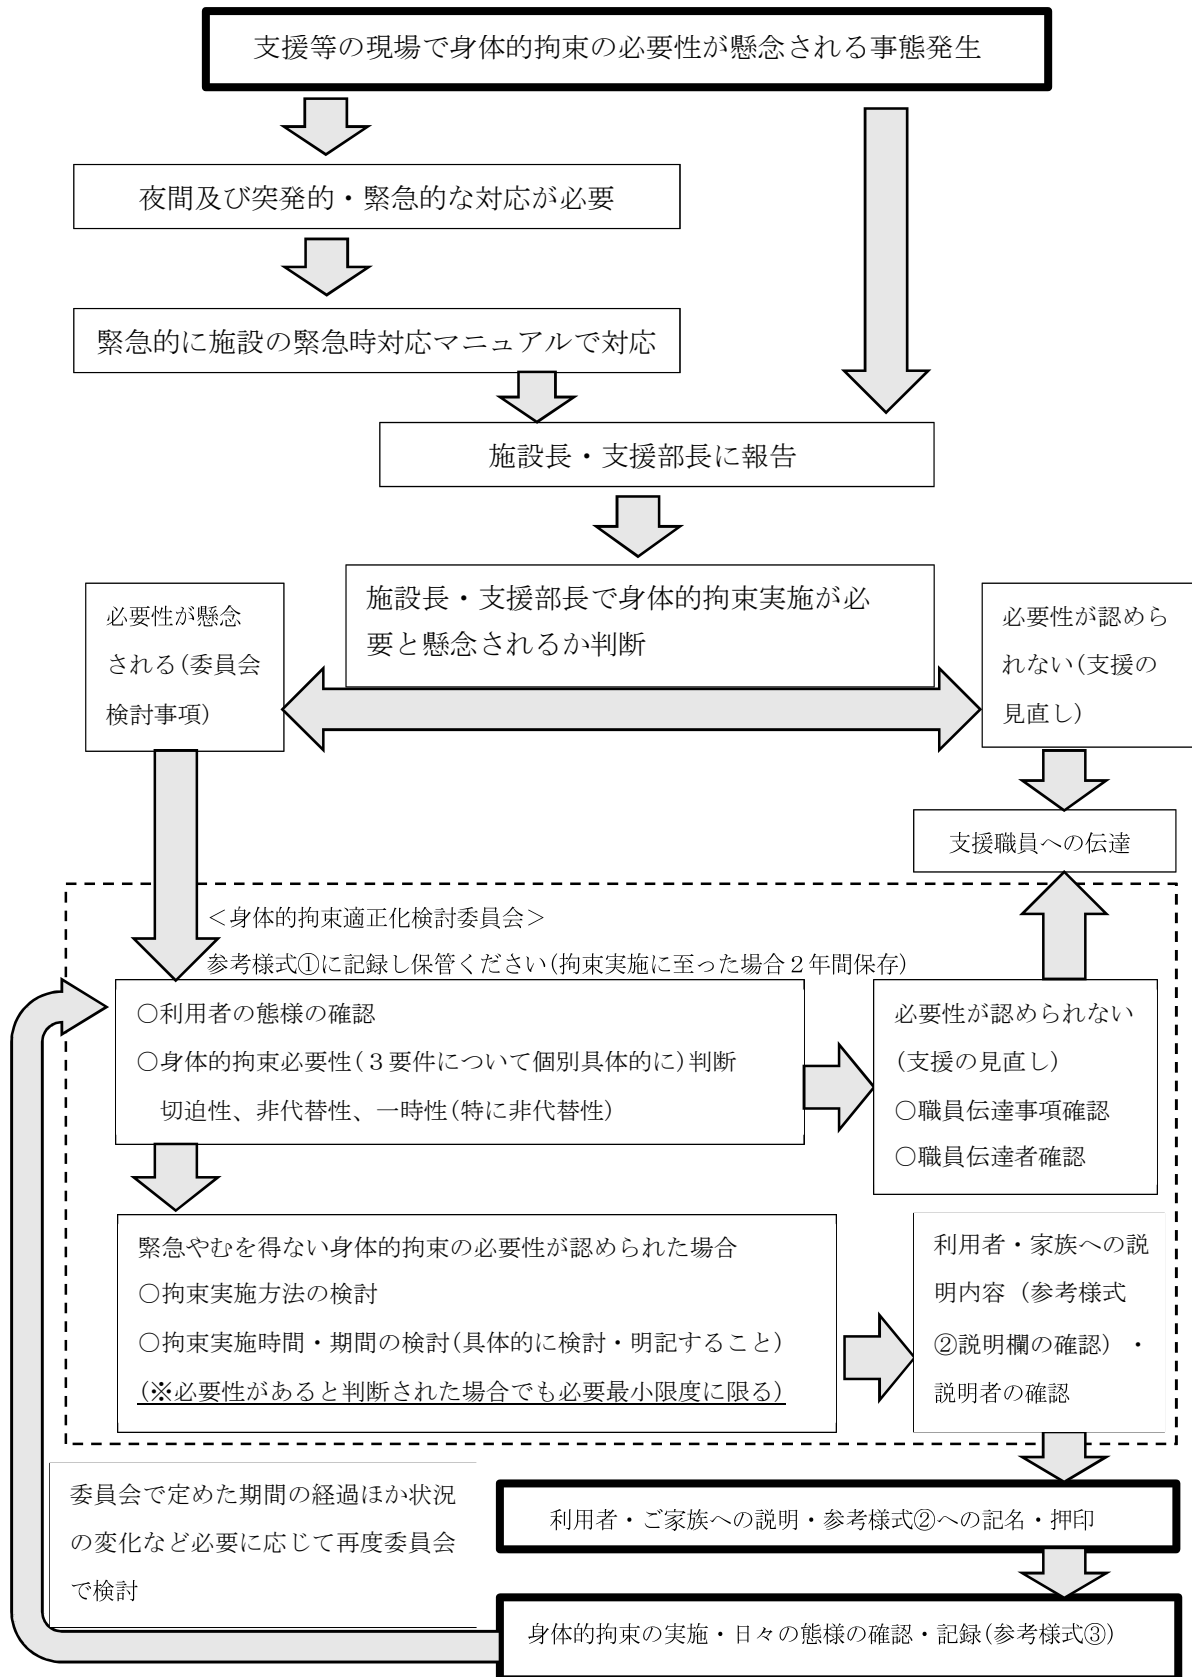 支援等の現場で身体的拘束の必要性が懸念される事態発生
夜間及び突発的・緊急的な対応が必要
緊急的に施設の緊急時対応マニュアルで対応
施設長・支援部長に報告
施設長・支援部長で身体的拘束実施が必
要と懸念されるか判断
必要性が懸念
される(委員会
検討事項)
必要性が認めら
れない(支援の
見直し)
支援職員への伝達
＜身体的拘束適正化検討委員会＞
参考様式①に記録し保管ください(拘束実施に至った場合２年間保存)
○利用者の態様の確認
○身体的拘束必要性(３要件について個別具体的に)判断
切迫性、非代替性、一時性(特に非代替性)
必要性が認められない
(支援の見直し)
○職員伝達事項確認
○職員伝達者確認
緊急やむを得ない身体的拘束の必要性が認められた場合
○拘束実施方法の検討
○拘束実施時間・期間の検討(具体的に検討・明記すること)
(※必要性があると判断された場合でも必要最小限度に限る)
利用者・家族への説
明内容（参考様式
②説明欄の確認）・
説明者の確認
委員会で定めた期間の経過ほか状況
の変化など必要に応じて再度委員会
で検討
利用者・ご家族への説明・参考様式②への記名・押印
身体的拘束の実施・日々の態様の確認・記録(参考様式③)